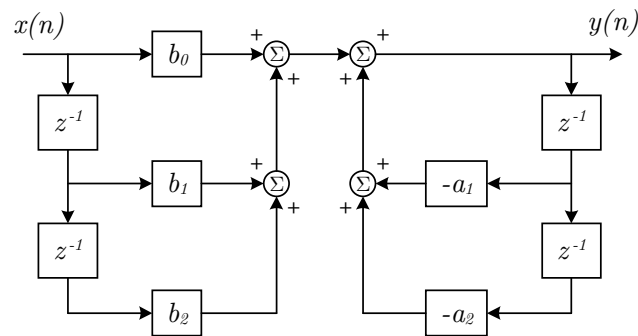 x(n) y(n)
b₀ + Σ + + Σ +
z⁻¹ z⁻¹
b₁ + Σ + + Σ + -a₁
z⁻¹ z⁻¹
b₂ -a₂